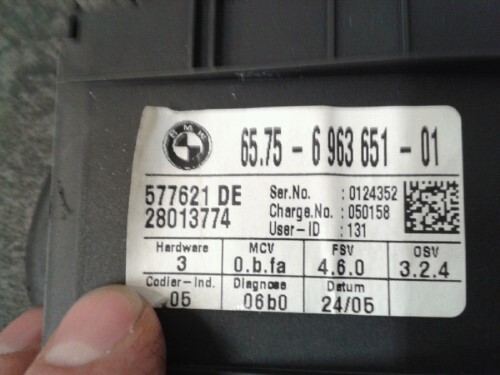 BMW
65.75 - 6 963 651 - 01
577621 DE
28013774
Ser.No. : 0124352
Charge.No. : 050158
User-ID : 131
Hardware MCV FSV OSV
3 0.b.fa 4.6.0 3.2.4
Codier-Ind. Diagnose Datum
05 06b0 24/05